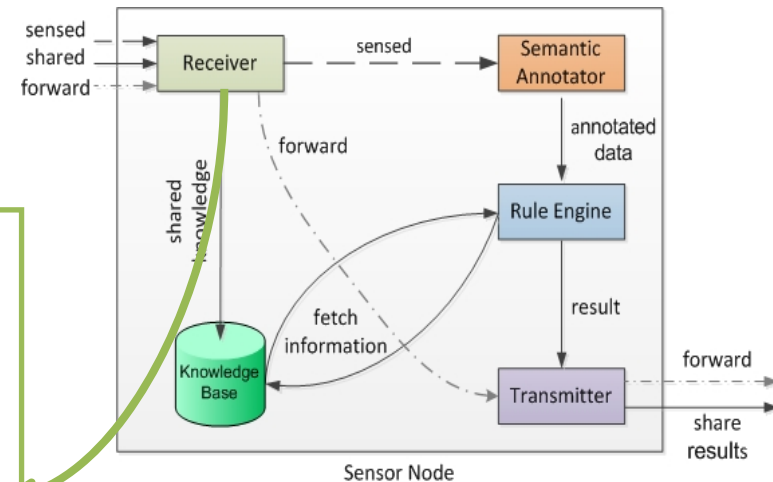 sensed
shared
forward
Receiver
sensed
Semantic
Annotator
forward
annotated
data
shared
knowledge
Rule Engine
fetch
information
result
Knowledge
Base
Transmitter
forward
share
results
Sensor Node